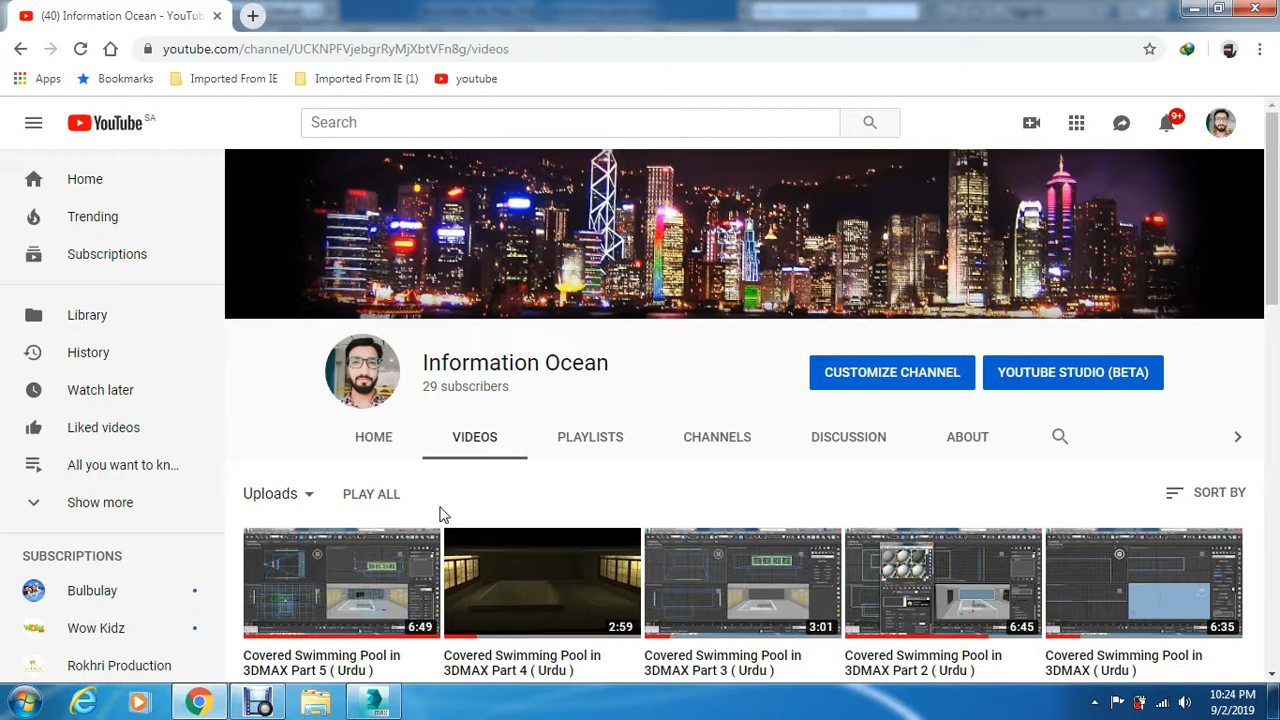 (40) Information Ocean - YouTub
youtube.com/channel/UCKNPFVjebgrRyMjXbtVFn8g/videos
Apps Bookmarks Imported From IE Imported From IE (1) youtube
YouTube SA
Search
9+
Home
Trending
Subscriptions
Library
History
Watch later
Liked videos
All you want to kn...
Show more
SUBSCRIPTIONS
Bulbulay
Wow Kidz
Rokhri Production
Information Ocean
29 subscribers
CUSTOMIZE CHANNEL YOUTUBE STUDIO (BETA)
HOME VIDEOS PLAYLISTS CHANNELS DISCUSSION ABOUT
Uploads PLAY ALL SORT BY
6:49 2:59 3:01 6:45 6:35
Covered Swimming Pool in
3DMAX Part 5 ( Urdu )
Covered Swimming Pool in
3DMAX Part 4 ( Urdu )
Covered Swimming Pool in
3DMAX Part 3 ( Urdu )
Covered Swimming Pool in
3DMAX Part 2 ( Urdu )
Covered Swimming Pool in
3DMAX ( Urdu )
MAX
10:24 PM
9/2/2019